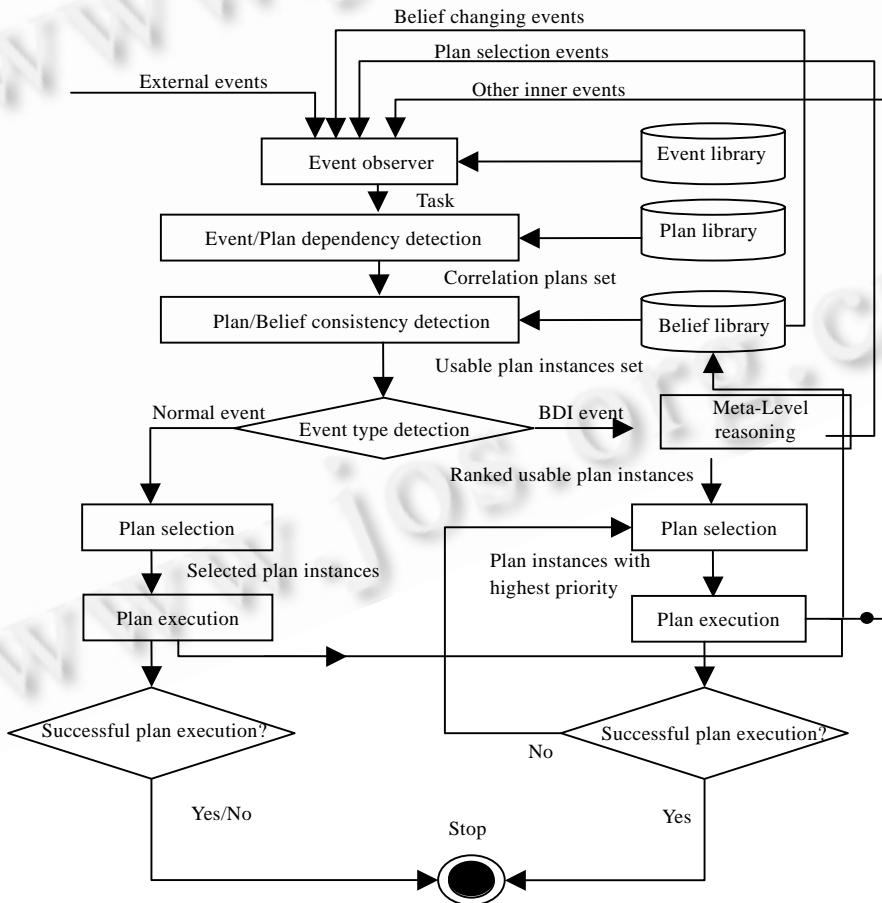 Belief changing events
Plan selection events
External events
Other inner events
Event observer
Event library
Task
Event/Plan dependency detection
Plan library
Correlation plans set
Plan/Belief consistency detection
Belief library
Usable plan instances set
Normal event
BDI event
Meta-Level
reasoning
Event type detection
Ranked usable plan instances
Plan selection
Plan selection
Selected plan instances
Plan instances with
highest priority
Plan execution
Plan execution
Successful plan execution?
Successful plan execution?
No
Yes/No
Yes
Stop
www.jos.org.c